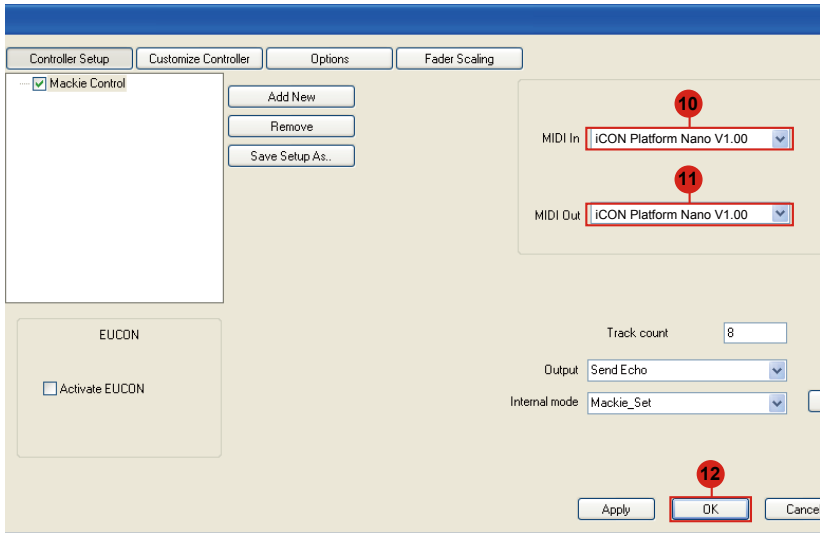 Controller Setup Customize Controller Options Fader Scaling
Mackie Control
Add New
Remove
Save Setup As..
10
MIDI In iCON Platform Nano V1.00
11
MIDI Out iCON Platform Nano V1.00
EUCON
Activate EUCON
Track count 8
Output Send Echo
Internal mode Mackie_Set
12
Apply OK Cancel